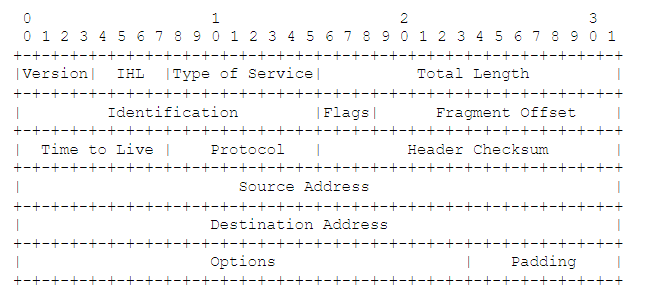 0                   1                   2                   3
 0 1 2 3 4 5 6 7 8 9 0 1 2 3 4 5 6 7 8 9 0 1 2 3 4 5 6 7 8 9 0 1
+-+-+-+-+-+-+-+-+-+-+-+-+-+-+-+-+-+-+-+-+-+-+-+-+-+-+-+-+-+-+-+-+
|Version|  IHL  |Type of Service|          Total Length         |
+-+-+-+-+-+-+-+-+-+-+-+-+-+-+-+-+-+-+-+-+-+-+-+-+-+-+-+-+-+-+-+-+
|         Identification        |Flags|      Fragment Offset    |
+-+-+-+-+-+-+-+-+-+-+-+-+-+-+-+-+-+-+-+-+-+-+-+-+-+-+-+-+-+-+-+-+
|  Time to Live |    Protocol   |         Header Checksum       |
+-+-+-+-+-+-+-+-+-+-+-+-+-+-+-+-+-+-+-+-+-+-+-+-+-+-+-+-+-+-+-+-+
|                       Source Address                          |
+-+-+-+-+-+-+-+-+-+-+-+-+-+-+-+-+-+-+-+-+-+-+-+-+-+-+-+-+-+-+-+-+
|                    Destination Address                        |
+-+-+-+-+-+-+-+-+-+-+-+-+-+-+-+-+-+-+-+-+-+-+-+-+-+-+-+-+-+-+-+-+
|                    Options                    |    Padding    |
+-+-+-+-+-+-+-+-+-+-+-+-+-+-+-+-+-+-+-+-+-+-+-+-+-+-+-+-+-+-+-+-+